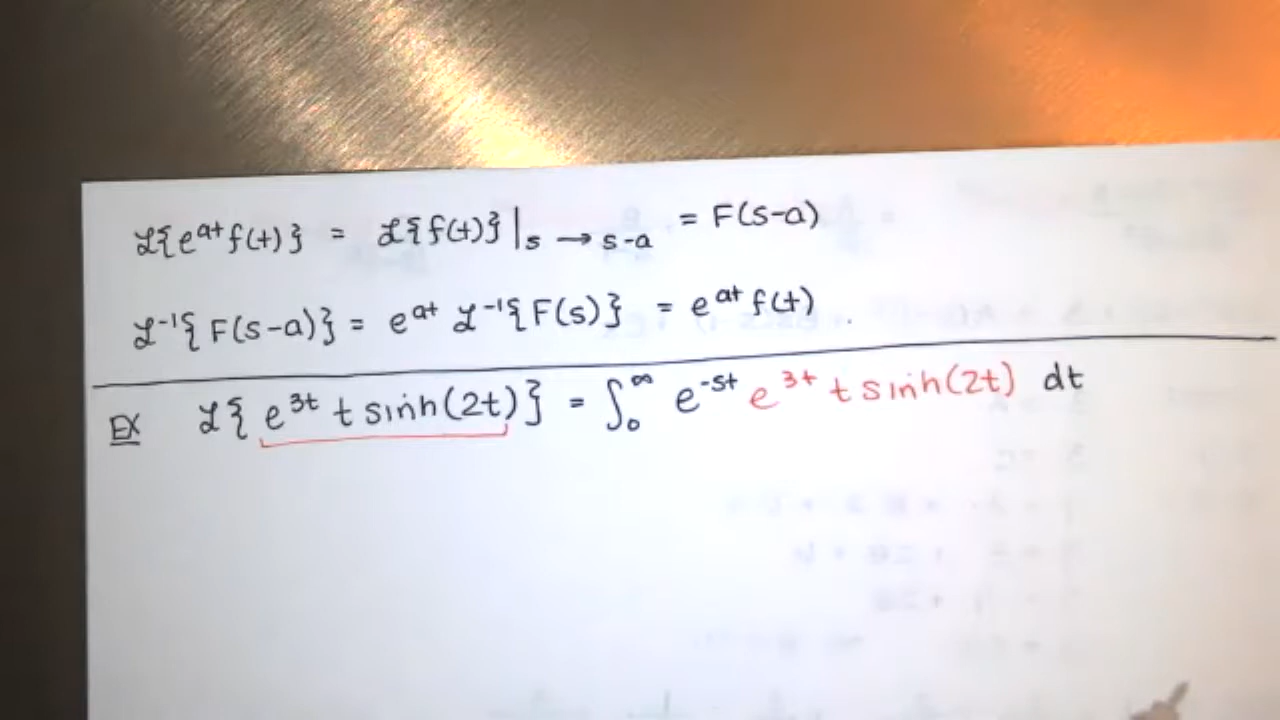 ℒ{e^{at} f(t)} = ℒ{f(t)}|_{s → s-a} = F(s-a)
ℒ^{-1}{F(s-a)} = e^{at} ℒ^{-1}{F(s)} = e^{at} f(t)
EX ℒ{e^{3t} t sinh(2t)} = ∫_0^∞ e^{-st} e^{3t} t sinh(2t) dt